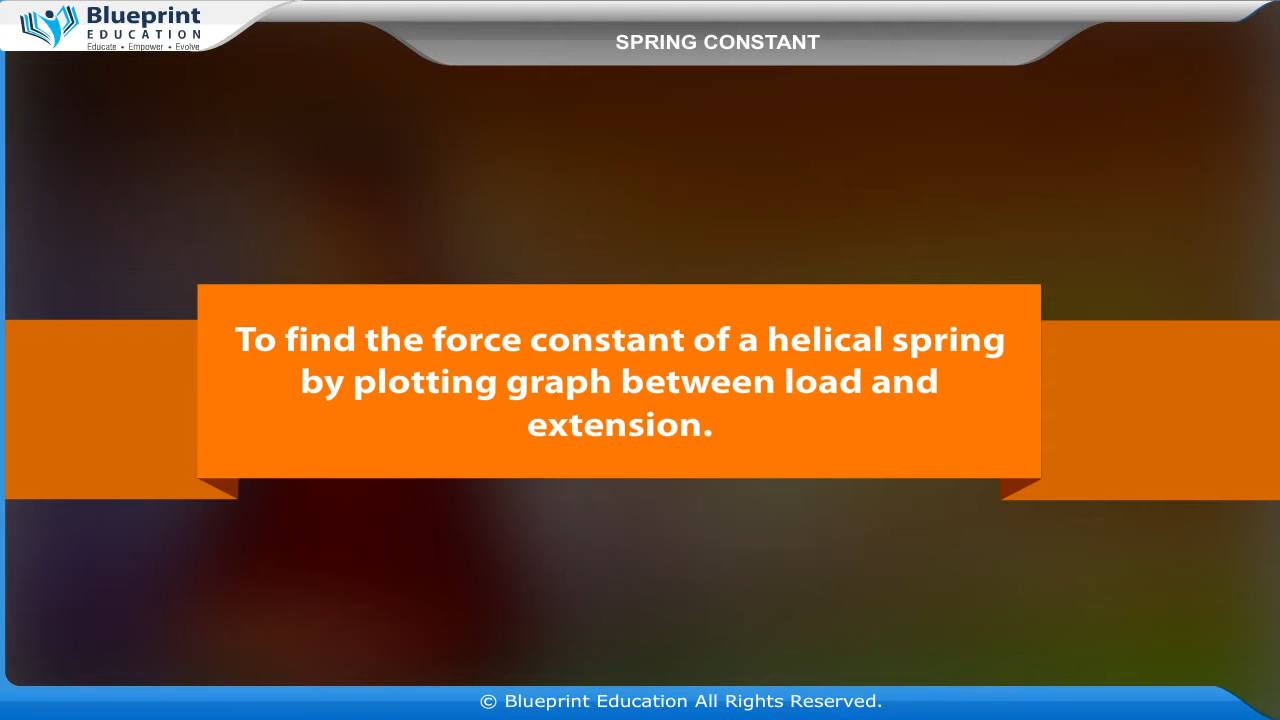 Blueprint
EDUCATION
Educate • Empower • Evolve
SPRING CONSTANT
To find the force constant of a helical spring
by plotting graph between load and
extension.
© Blueprint Education All Rights Reserved.